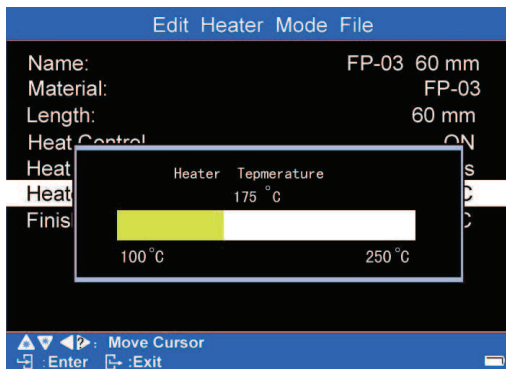 Edit Heater Mode File
Name: FP-03 60 mm
Material: FP-03
Length: 60 mm
Heat Control ON
Heat s
Heate C
Finis C
Heater Tepmerature
175 °C
100°C 250°C
: Move Cursor
:Enter :Exit